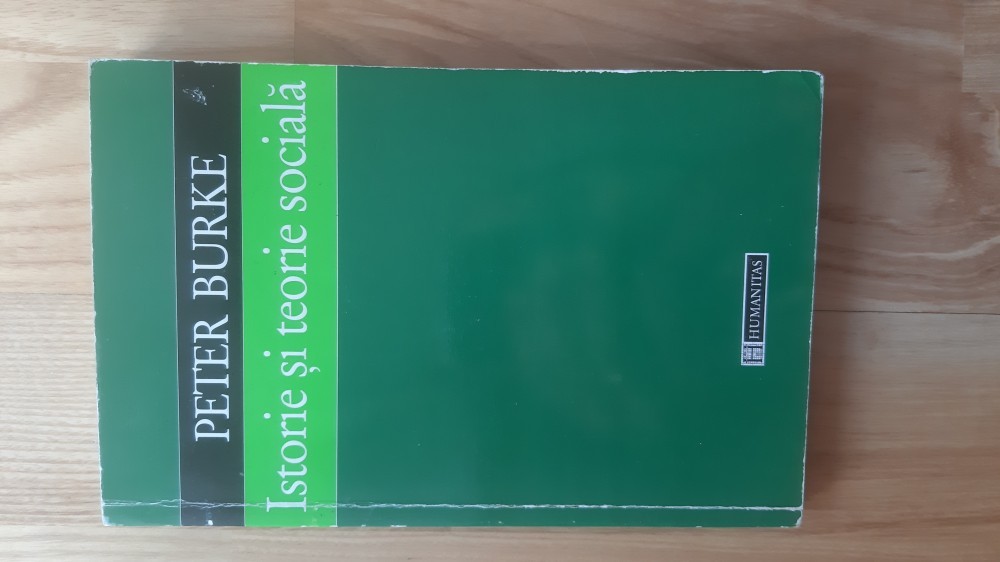 PETER BURKE
Istorie și teorie socială
HUMANITAS